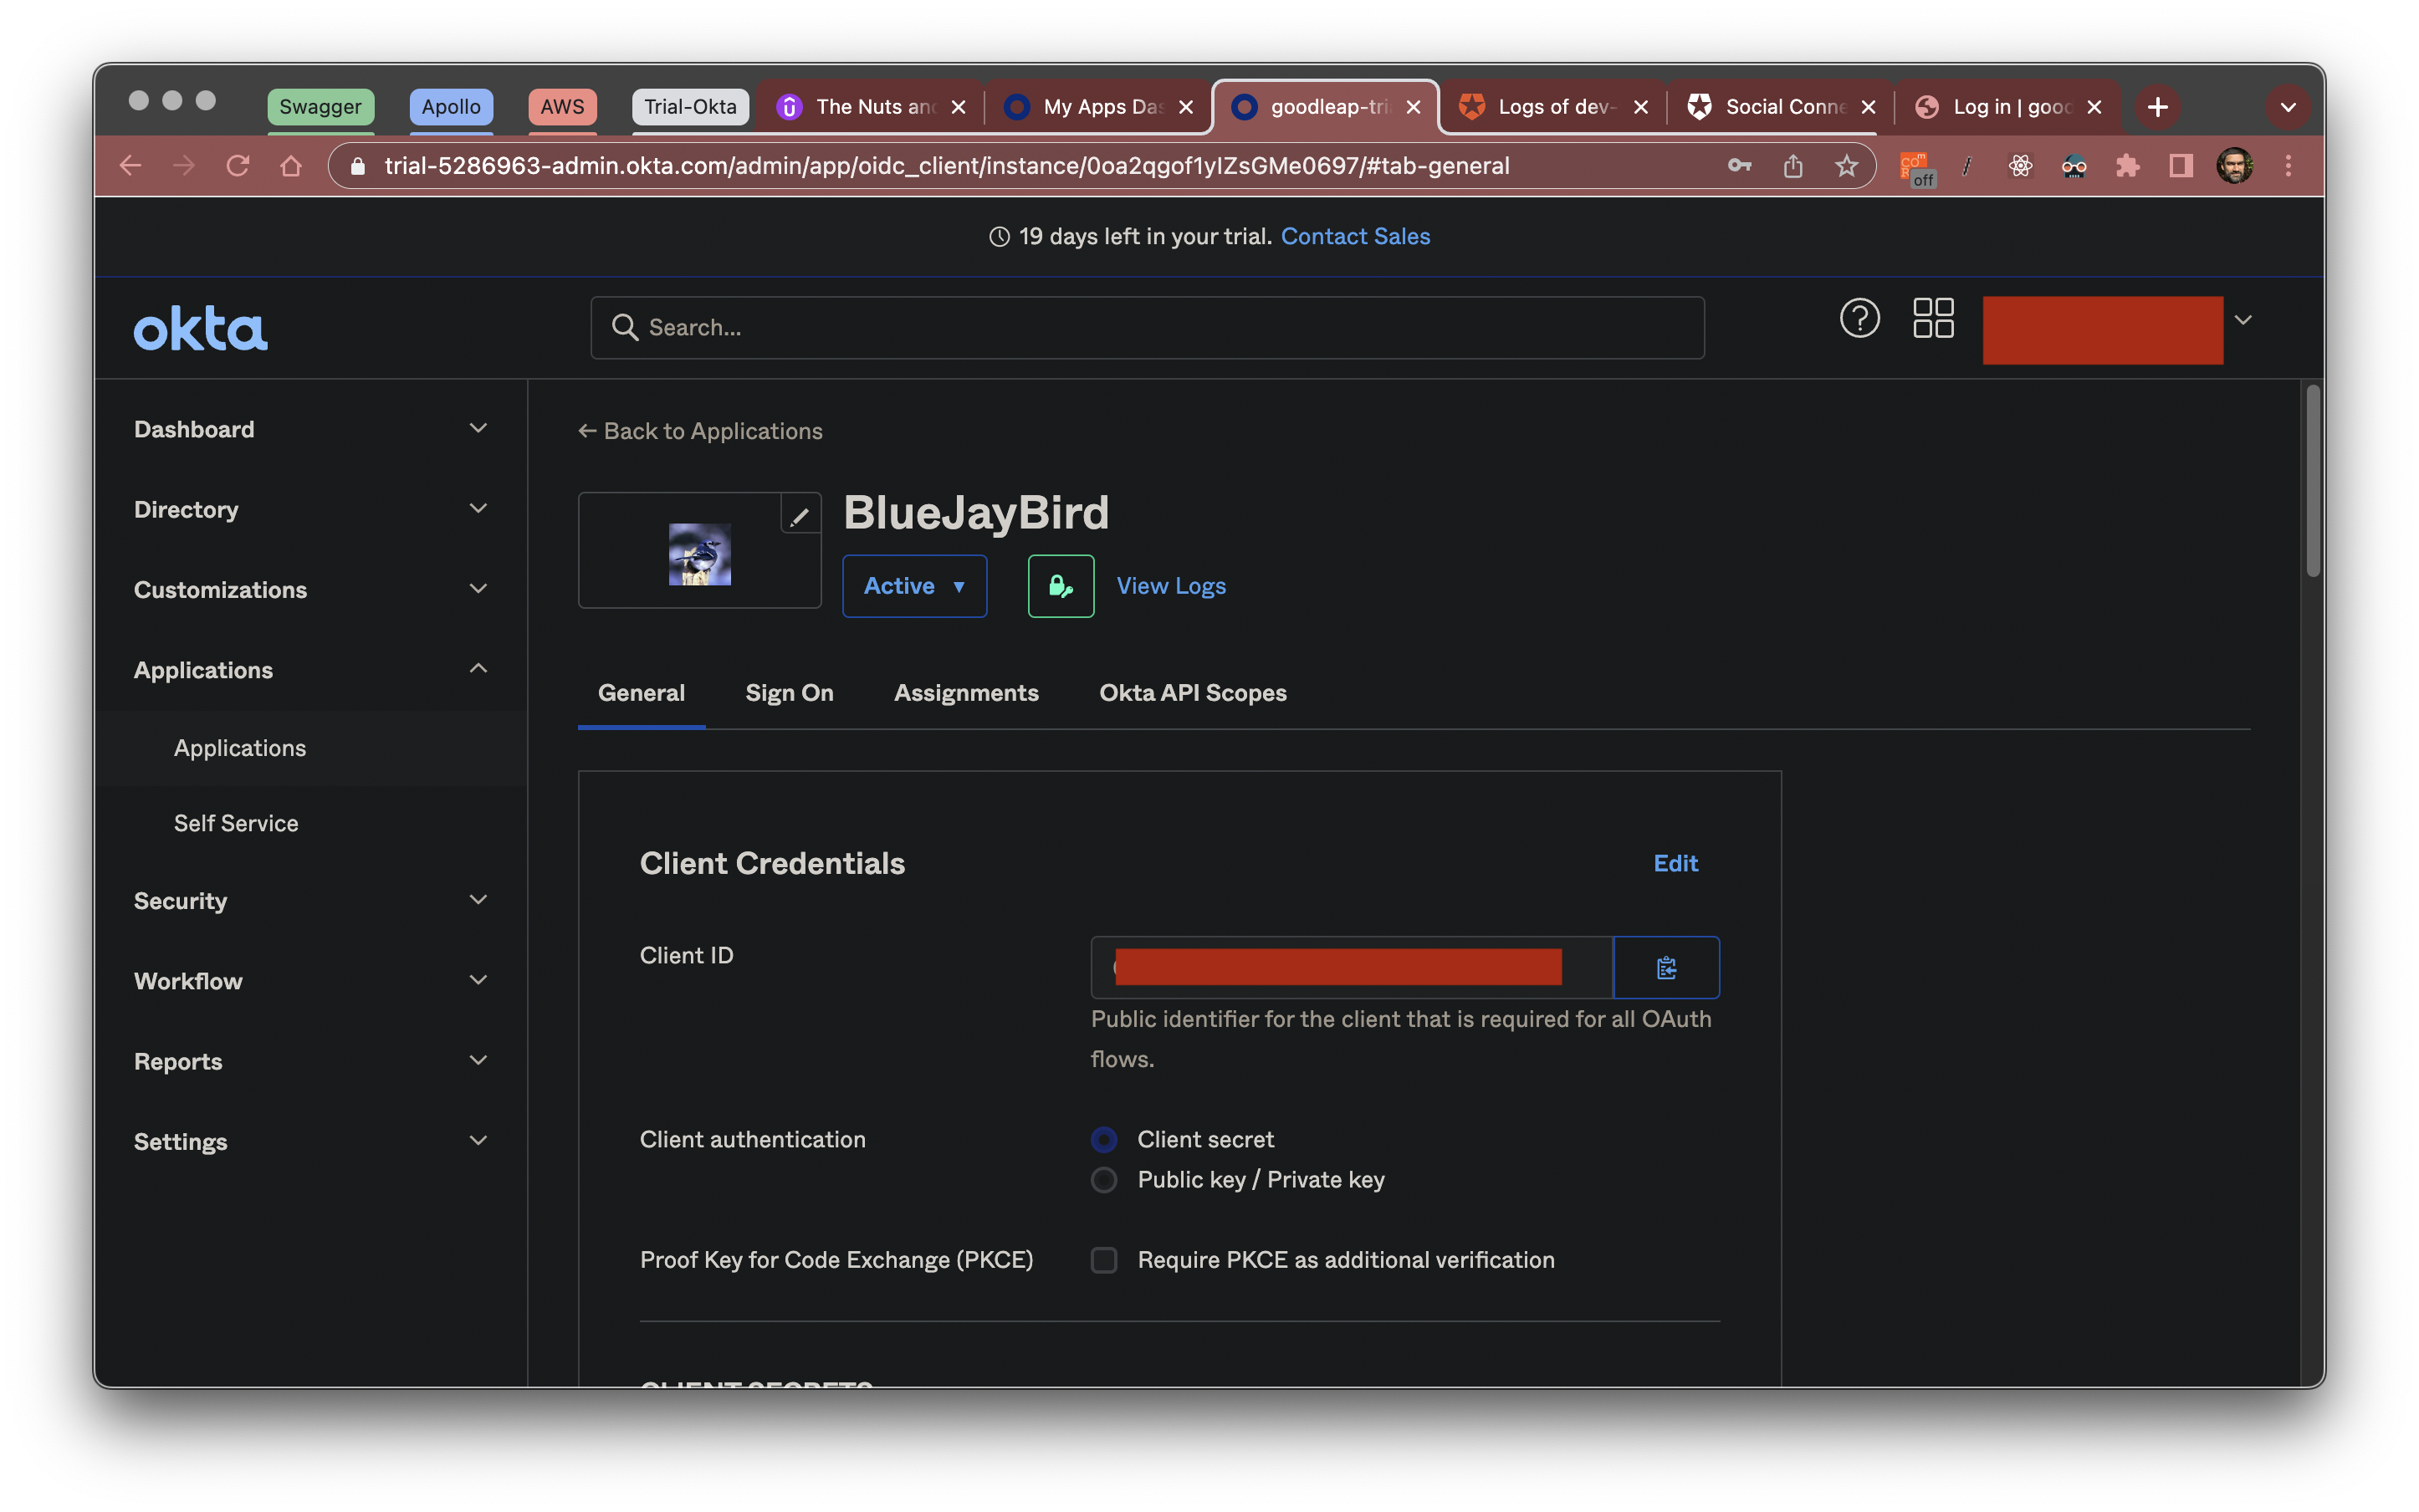 Swagger
Apollo
AWS
Trial-Okta
The Nuts an
My Apps Das
goodleap-tri
Logs of dev-
Social Conne
Log in | good
trial-5286963-admin.okta.com/admin/app/oidc_client/instance/0oa2qgof1yIZsGMe0697/#tab-general
off
19 days left in your trial. Contact Sales
okta
Search...
Dashboard
Directory
Customizations
Applications
Applications
Self Service
Security
Workflow
Reports
Settings
← Back to Applications
BlueJayBird
Active
View Logs
General
Sign On
Assignments
Okta API Scopes
Client Credentials
Edit
Client ID
Public identifier for the client that is required for all OAuth
flows.
Client authentication
Client secret
Public key / Private key
Proof Key for Code Exchange (PKCE)
Require PKCE as additional verification
CLIENT SECRETS